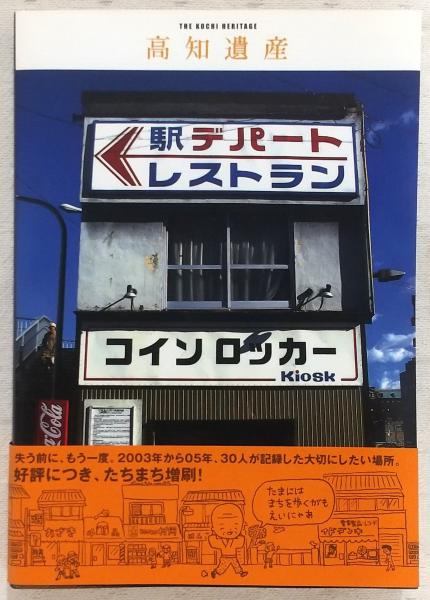 THE KOCHI HERITAGE
高知遺産
駅デパート
レストラン
コインロッカー
Kiosk
Coca-Cola
失う前に、もう一度。2003年から05年、30人が記録した大切にしたい場所。
好評につき、たちまち増刷！
たまには
まちを歩くがも
えいにゃあ